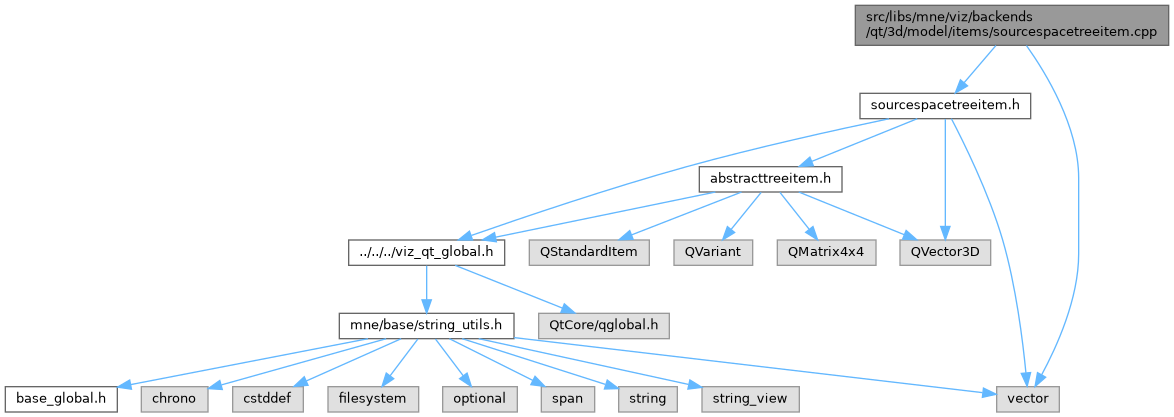 src/libs/mne/viz/backends
/qt/3d/model/items/sourcespacetreeitem.cpp
sourcespacetreeitem.h
abstracttreeitem.h
../../../viz_qt_global.h
QStandardItem
QVariant
QMatrix4x4
QVector3D
mne/base/string_utils.h
QtCore/qglobal.h
base_global.h
chrono
cstddef
filesystem
optional
span
string
string_view
vector